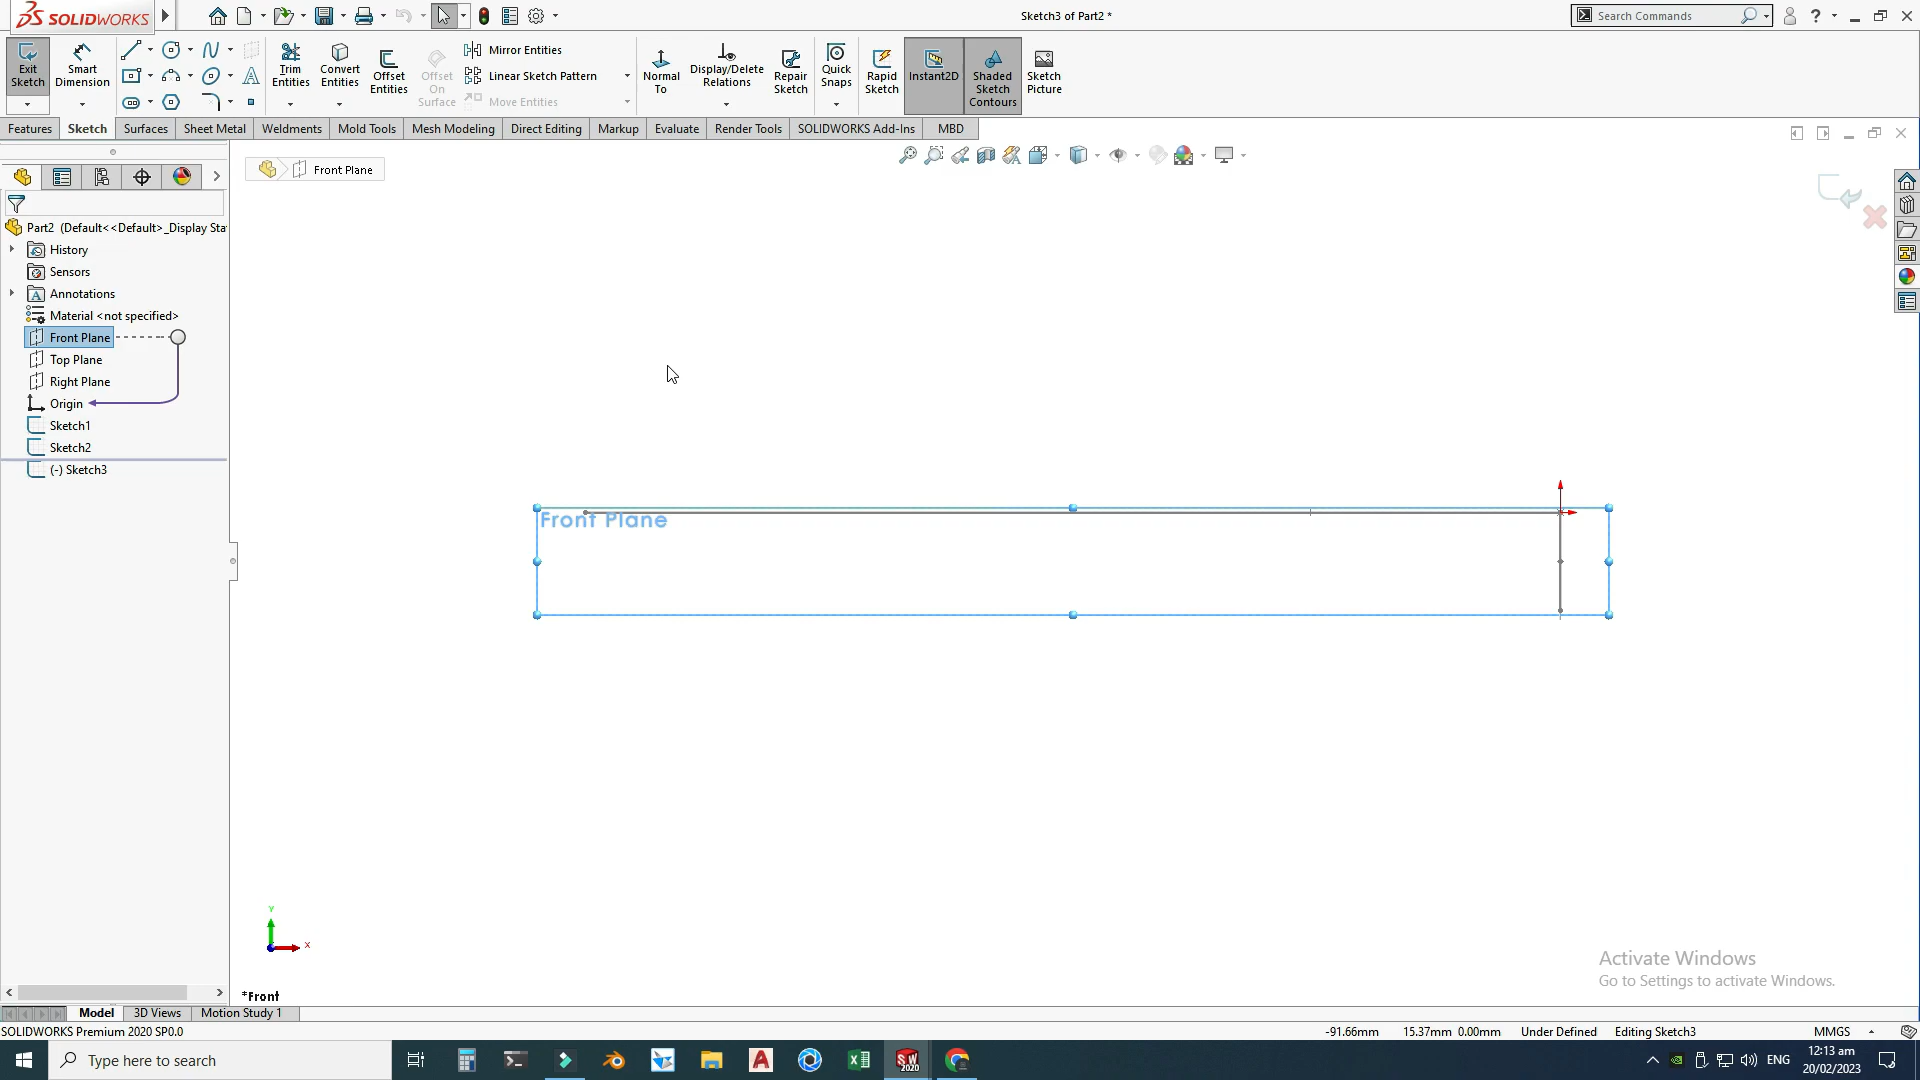 SOLIDWORKS
Sketch3 of Part2 *
Search Commands
Exit Sketch
Smart Dimension
Trim Entities
Convert Entities
Offset Entities
Offset On Surface
Mirror Entities
Linear Sketch Pattern
Move Entities
Normal To
Display/Delete Relations
Repair Sketch
Quick Snaps
Rapid Sketch
Instant2D
Shaded Sketch Contours
Sketch Picture
Features
Sketch
Surfaces
Sheet Metal
Weldments
Mold Tools
Mesh Modeling
Direct Editing
Markup
Evaluate
Render Tools
SOLIDWORKS Add-Ins
MBD
Front Plane
Part2 (Default<<Default>_Display Sta
History
Sensors
Annotations
Material <not specified>
Front Plane
Top Plane
Right Plane
Origin
Sketch1
Sketch2
(-) Sketch3
Front Plane
Y
X
*Front
Activate Windows
Go to Settings to activate Windows.
Model
3D Views
Motion Study 1
SOLIDWORKS Premium 2020 SP0.0
-91.66mm
15.37mm 0.00mm
Under Defined
Editing Sketch3
MMGS
Type here to search
SW
2020
ENG
12:13 am
20/02/2023